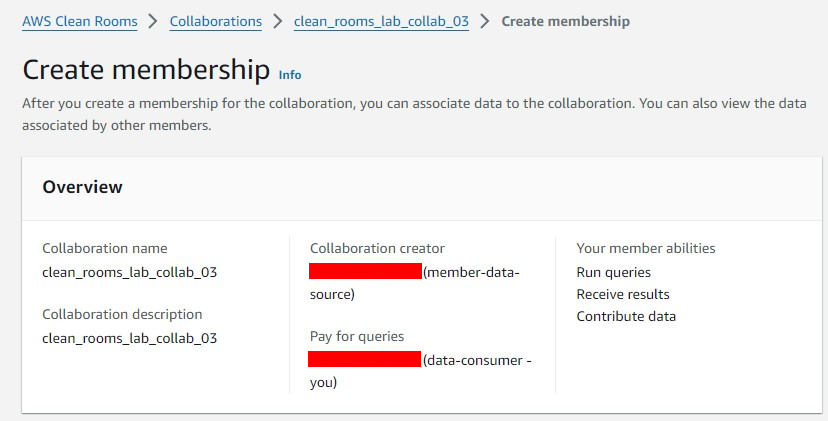 AWS Clean Rooms > Collaborations > clean_rooms_lab_collab_03 > Create membership
Create membership Info
After you create a membership for the collaboration, you can associate data to the collaboration. You can also view the data
associated by other members.
Overview
Collaboration name
clean_rooms_lab_collab_03
Collaboration description
clean_rooms_lab_collab_03
Collaboration creator
(member-data-
source)
Pay for queries
(data-consumer -
you)
Your member abilities
Run queries
Receive results
Contribute data